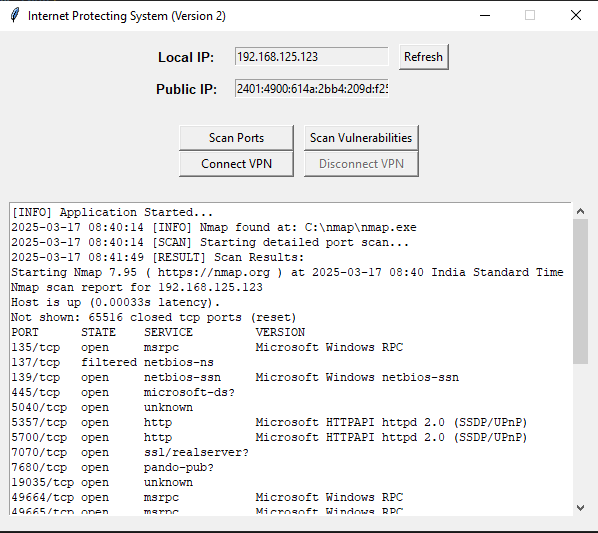 Internet Protecting System (Version 2)
Local IP: 192.168.125.123 Refresh
Public IP: 2401:4900:614a:2bb4:209d:f25
Scan Ports Scan Vulnerabilities
Connect VPN Disconnect VPN
[INFO] Application Started...
2025-03-17 08:40:14 [INFO] Nmap found at: C:\nmap\nmap.exe
2025-03-17 08:40:14 [SCAN] Starting detailed port scan...
2025-03-17 08:41:49 [RESULT] Scan Results:
Starting Nmap 7.95 ( https://nmap.org ) at 2025-03-17 08:40 India Standard Time
Nmap scan report for 192.168.125.123
Host is up (0.00033s latency).
Not shown: 65516 closed tcp ports (reset)
PORT STATE SERVICE VERSION
135/tcp open msrpc Microsoft Windows RPC
137/tcp filtered netbios-ns
139/tcp open netbios-ssn Microsoft Windows netbios-ssn
445/tcp open microsoft-ds?
5040/tcp open unknown
5357/tcp open http Microsoft HTTPAPI httpd 2.0 (SSDP/UPnP)
5700/tcp open http Microsoft HTTPAPI httpd 2.0 (SSDP/UPnP)
7070/tcp open ssl/realserver?
7680/tcp open pando-pub?
19035/tcp open unknown
49664/tcp open msrpc Microsoft Windows RPC
49665/tcp open msrpc Microsoft Windows RPC